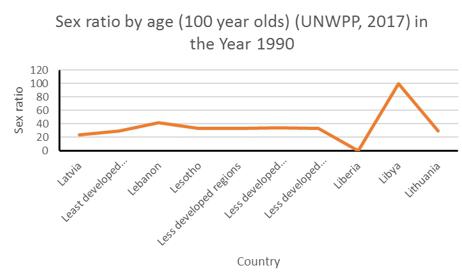 Sex ratio by age (100 year olds) (UNWPP, 2017) in
the Year 1990
120
100
80
60
40
20
0
Sex ratio
Latvia
Least developed...
Lebanon
Lesotho
Less developed regions
Less developed...
Less developed...
Liberia
Libya
Lithuania
Country